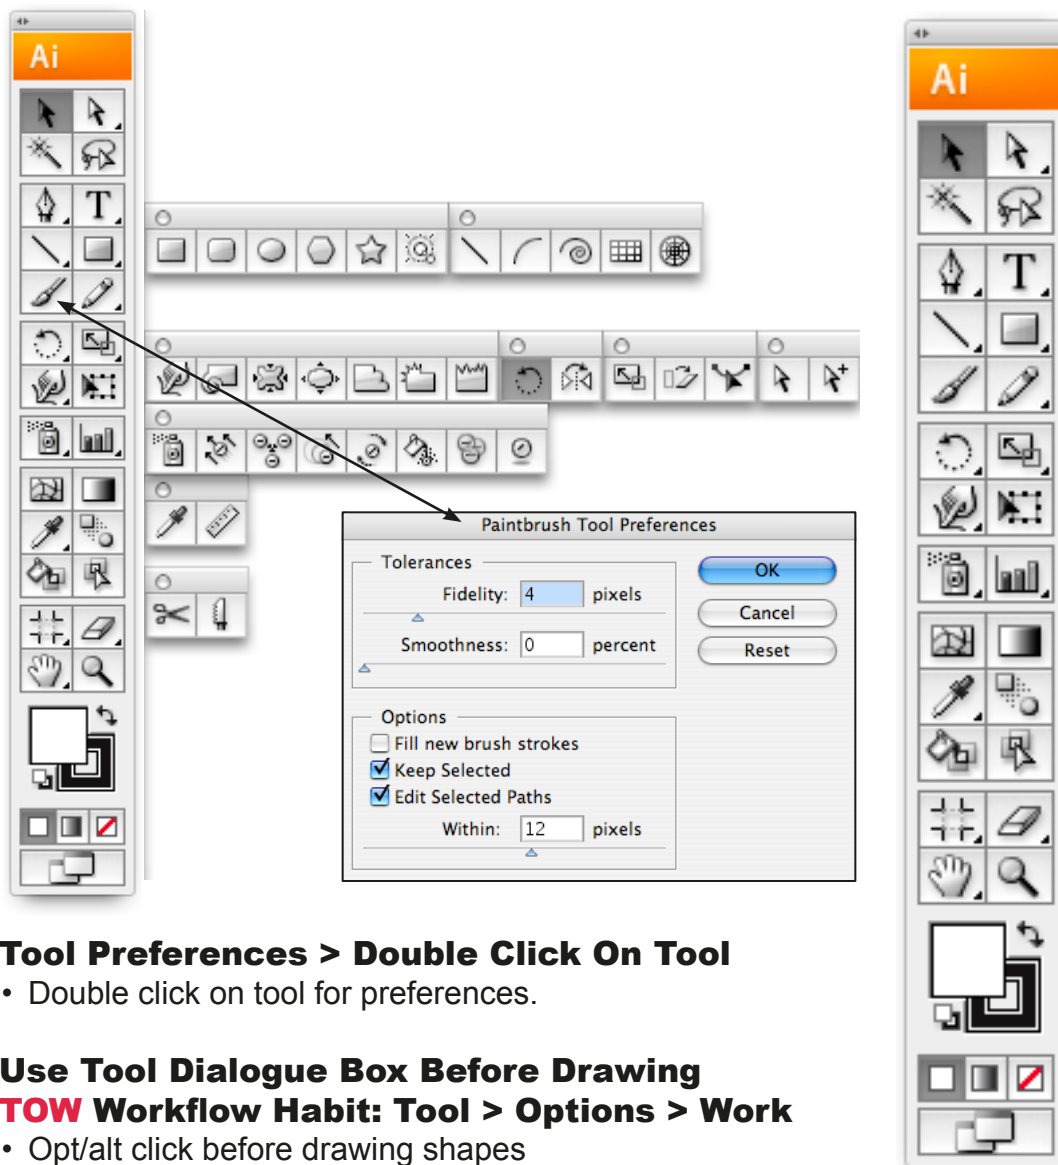 Ai
Ai
T
T
Paintbrush Tool Preferences
Tolerances
Fidelity: 4 pixels
Smoothness: 0 percent
OK
Cancel
Reset
Options
Fill new brush strokes
Keep Selected
Edit Selected Paths
Within: 12 pixels
Tool Preferences > Double Click On Tool
• Double click on tool for preferences.
Use Tool Dialogue Box Before Drawing
TOW Workflow Habit: Tool > Options > Work
• Opt/alt click before drawing shapes